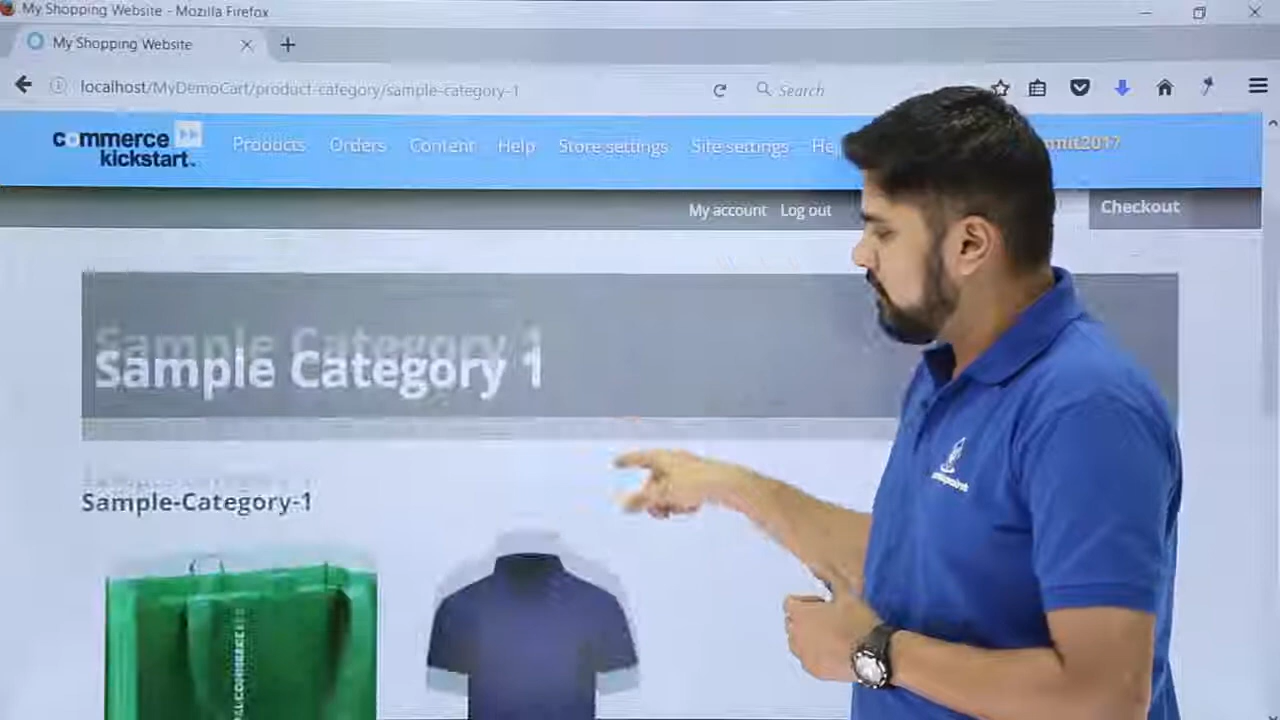 My Shopping Website - Mozilla Firefox
My Shopping Website
localhost/MyDemoCart/product-category/sample-category-1
Search
commerce kickstart.
Products Orders Content Help Store settings Site settings
My account Log out
Checkout
Sample Category 1
Sample-Category-1